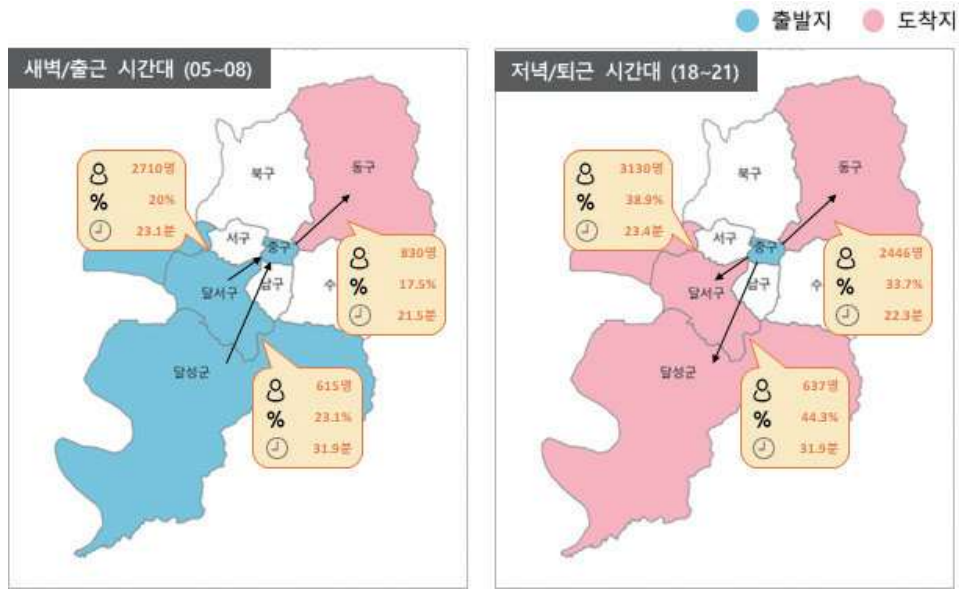 출발지 도착지
새벽/출근 시간대 (05~08)
북구
동구
2710명
% 20%
23.1분
서구
중구
830명
% 17.5%
21.5분
달서구
남구
수
달성군
615명
% 23.1%
31.9분
저녁/퇴근 시간대 (18~21)
북구
동구
3130명
% 38.9%
23.4분
서구
중구
2446명
% 33.7%
22.3분
달서구
남구
수
달성군
637명
% 44.3%
31.9분